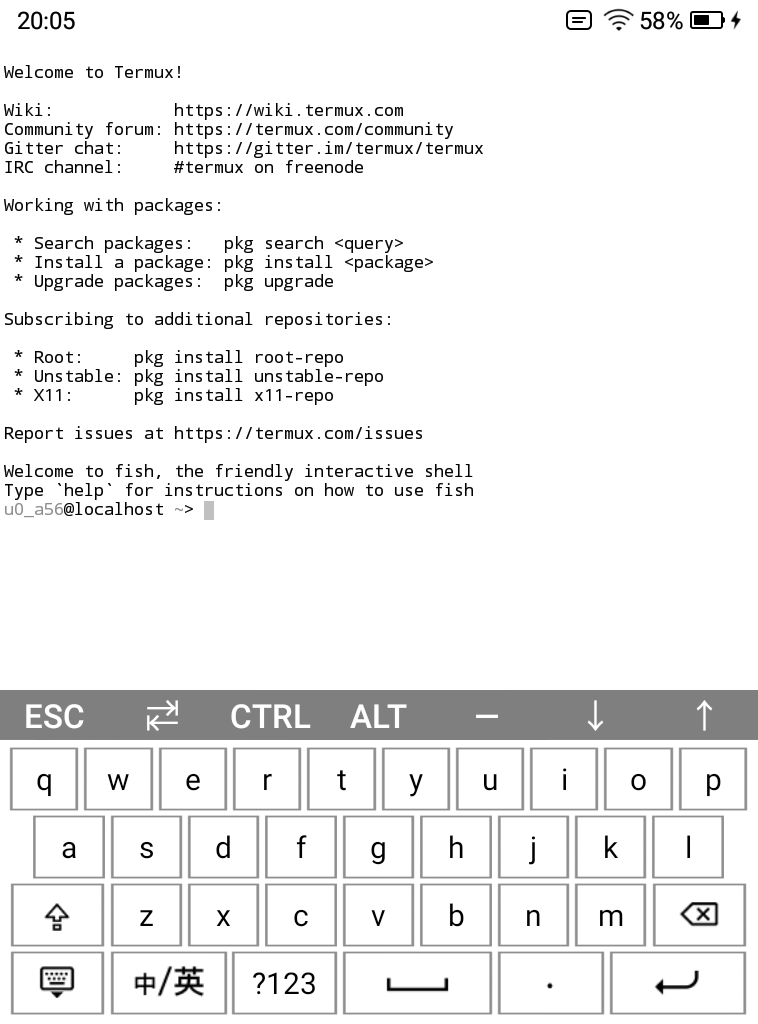 20:05 58%
Welcome to Termux!
Wiki: https://wiki.termux.com
Community forum: https://termux.com/community
Gitter chat: https://gitter.im/termux/termux
IRC channel: #termux on freenode
Working with packages:
* Search packages: pkg search <query>
* Install a package: pkg install <package>
* Upgrade packages: pkg upgrade
Subscribing to additional repositories:
* Root: pkg install root-repo
* Unstable: pkg install unstable-repo
* X11: pkg install x11-repo
Report issues at https://termux.com/issues
Welcome to fish, the friendly interactive shell
Type `help` for instructions on how to use fish
u0_a56@localhost ~>
ESC CTRL ALT — ↓ ↑
q w e r t y u i o p
a s d f g h j k l
z x c v b n m
中/英 ?123 .